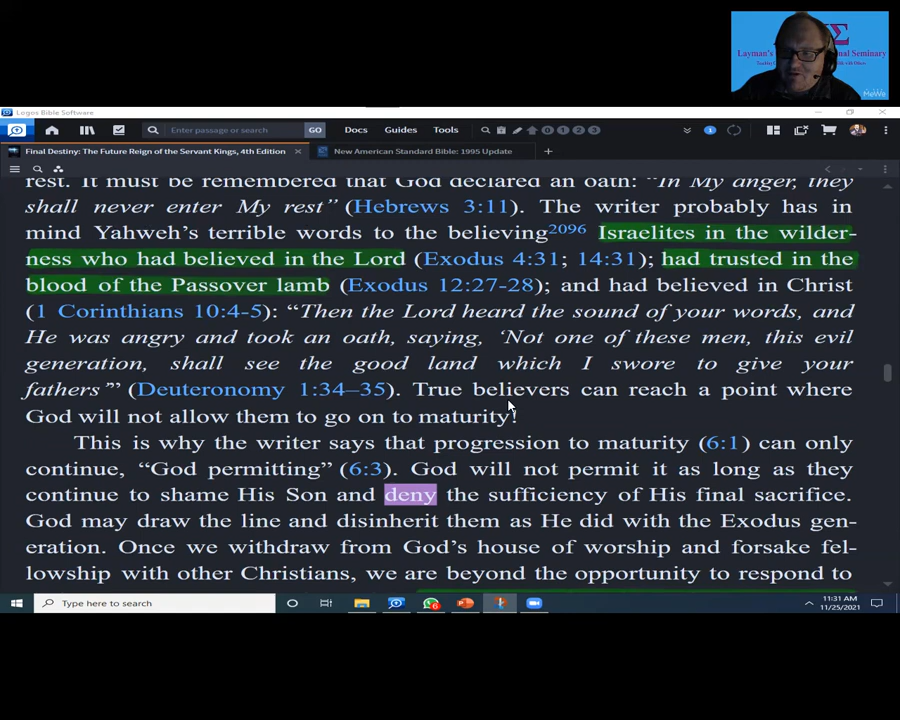 Layman's
Seminary
MeWe
Logos Bible Software
Enter passage or search
GO
Docs
Guides
Tools
0
1
2
3
Final Destiny: The Future Reign of the Servant Kings, 4th Edition
New American Standard Bible: 1995 Update
rest. It must be remembered that God declared an oath: “In My anger, they
shall never enter My rest” (Hebrews 3:11). The writer probably has in
mind Yahweh’s terrible words to the believing2096 Israelites in the wilder-
ness who had believed in the Lord (Exodus 4:31; 14:31); had trusted in the
blood of the Passover lamb (Exodus 12:27-28); and had believed in Christ
(1 Corinthians 10:4-5): “Then the Lord heard the sound of your words, and
He was angry and took an oath, saying, ‘Not one of these men, this evil
generation, shall see the good land which I swore to give your
fathers’” (Deuteronomy 1:34–35). True believers can reach a point where
God will not allow them to go on to maturity!
This is why the writer says that progression to maturity (6:1) can only
continue, “God permitting” (6:3). God will not permit it as long as they
continue to shame His Son and deny the sufficiency of His final sacrifice.
God may draw the line and disinherit them as He did with the Exodus gen-
eration. Once we withdraw from God’s house of worship and forsake fel-
lowship with other Christians, we are beyond the opportunity to respond to
Type here to search
11:31 AM
11/25/2021